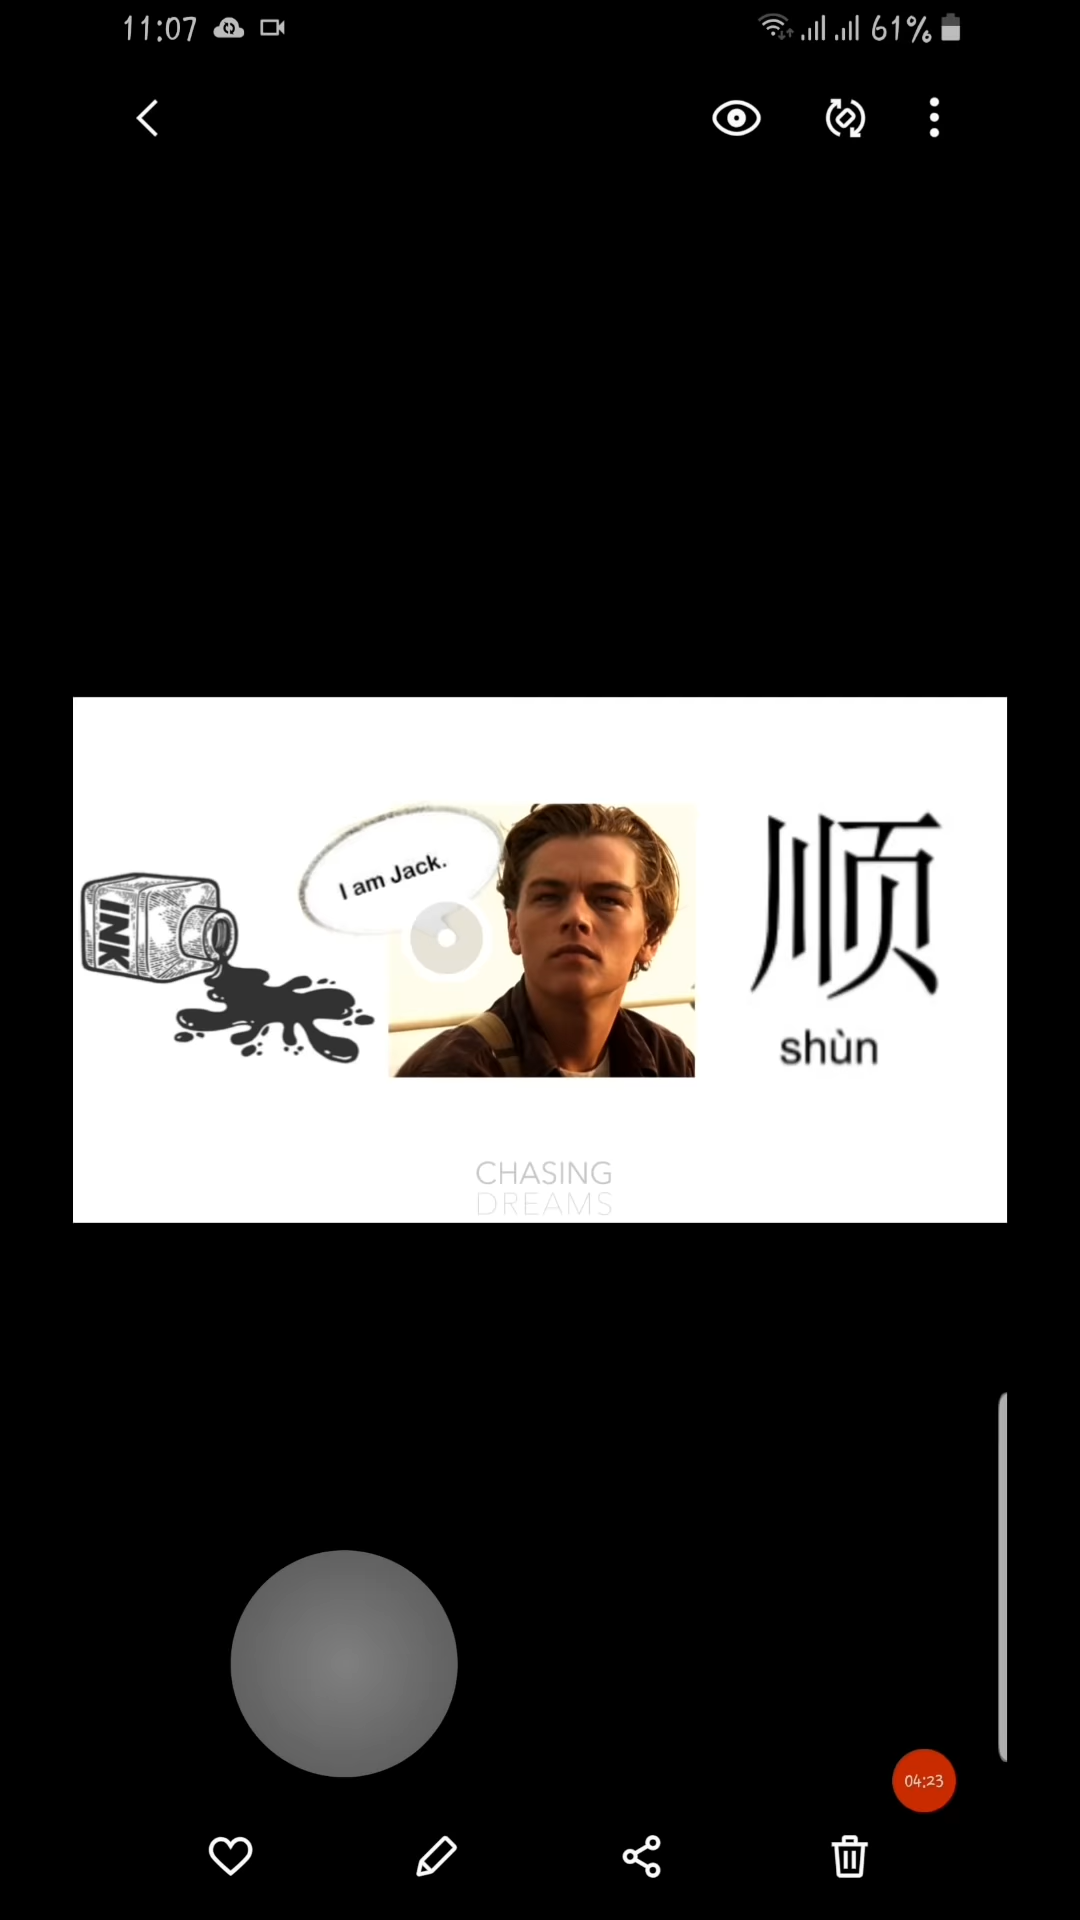 11:07
61%
I am Jack.
INK
顺
shùn
CHASING
DREAMS
04:23